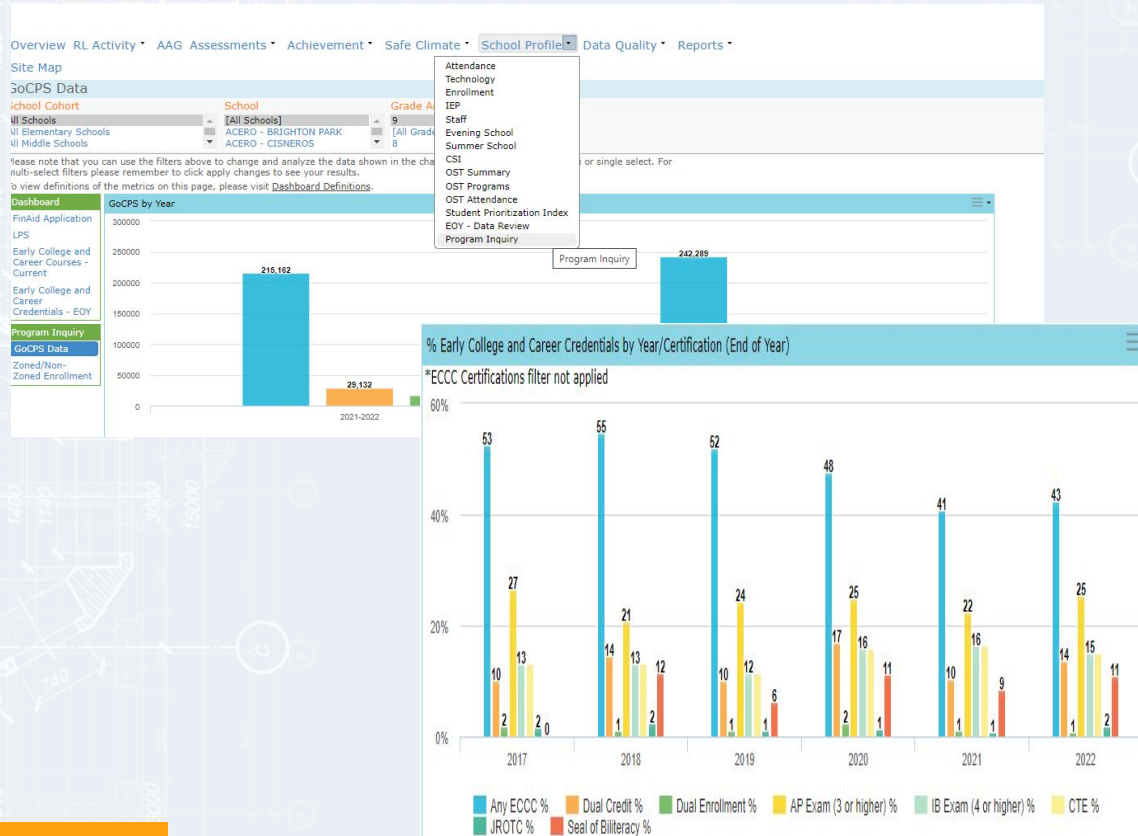 Overview RL Activity AAG Assessments Achievement Safe Climate School Profile Data Quality Reports
Site Map
GoCPS Data
School Cohort School Grade
All Schools [All Schools] 9
All Elementary Schools ACERO - BRIGHTON PARK [All Grade
All Middle Schools ACERO - CISNEROS 8
Attendance
Technology
Enrollment
IEP
Staff
Evening School
Summer School
CSI
OST Summary
OST Programs
OST Attendance
Student Prioritization Index
EOY - Data Review
Program Inquiry
Program Inquiry
Please note that you can use the filters above to change and analyze the data shown in the cha i or single select. For
multi-select filters please remember to click apply changes to see your results.
To view definitions of the metrics on this page, please visit Dashboard Definitions.
Dashboard
FinAid Application
LPS
Early College and
Career Courses -
Current
Early College and
Career
Credentials - EOY
Program Inquiry
GoCPS Data
Zoned/Non-
Zoned Enrollment
GoCPS by Year
300000
250000
200000
150000
100000
50000
0
215,162
29,132
242,289
2021-2022
% Early College and Career Credentials by Year/Certification (End of Year)
*ECCC Certifications filter not applied
60%
40%
20%
0%
53 10 2 27 13 2 0
55 14 1 21 13 2 12
52 10 1 24 12 1 6
48 17 2 25 16 1 11
41 10 1 22 16 1 9
43 14 1 25 15 2 11
2017 2018 2019 2020 2021 2022
Any ECCC % Dual Credit % Dual Enrollment % AP Exam (3 or higher) % IB Exam (4 or higher) % CTE %
JROTC % Seal of Biliteracy %
1400
1140
3000
15000
740
C